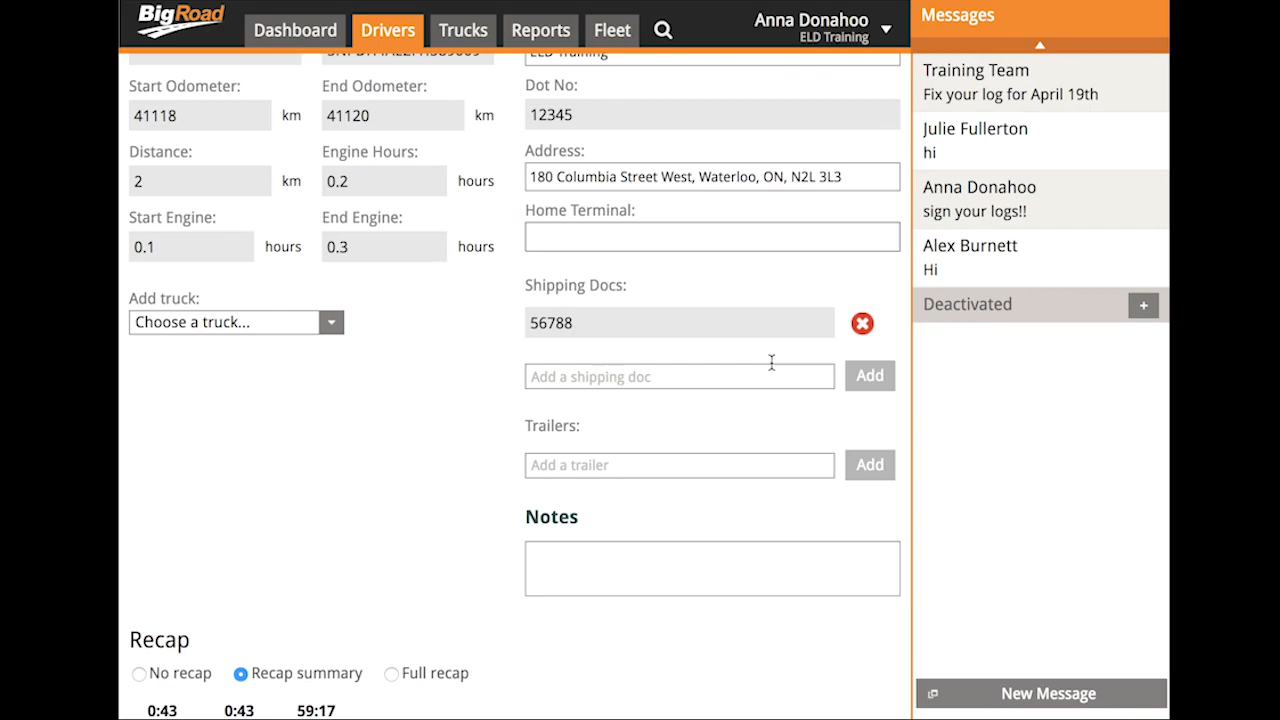 BigRoad
Dashboard
Drivers
Trucks
Reports
Fleet
Anna Donahoo
ELD Training
Messages
ELD Training
Start Odometer:
End Odometer:
41118 km
41120 km
Distance:
Engine Hours:
2 km
0.2 hours
Start Engine:
End Engine:
0.1 hours
0.3 hours
Add truck:
Choose a truck...
Dot No:
12345
Address:
180 Columbia Street West, Waterloo, ON, N2L 3L3
Home Terminal:
Shipping Docs:
56788
Add a shipping doc
Add
Trailers:
Add a trailer
Add
Notes
Recap
No recap
Recap summary
Full recap
0:43 0:43 59:17
Training Team
Fix your log for April 19th
Julie Fullerton
hi
Anna Donahoo
sign your logs!!
Alex Burnett
Hi
Deactivated
+
New Message